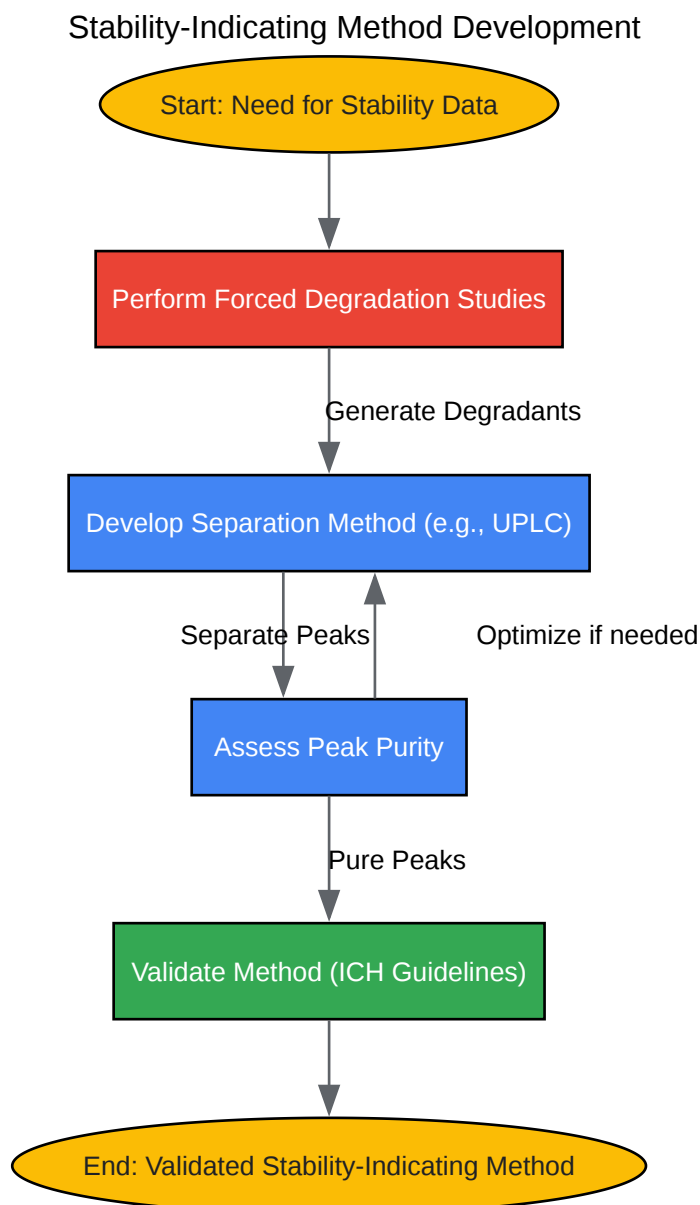 Stability-Indicating Method Development
Start: Need for Stability Data
Perform Forced Degradation Studies
Generate Degradants
Develop Separation Method (e.g., UPLC)
Separate Peaks
Optimize if needed
Assess Peak Purity
Pure Peaks
Validate Method (ICH Guidelines)
End: Validated Stability-Indicating Method